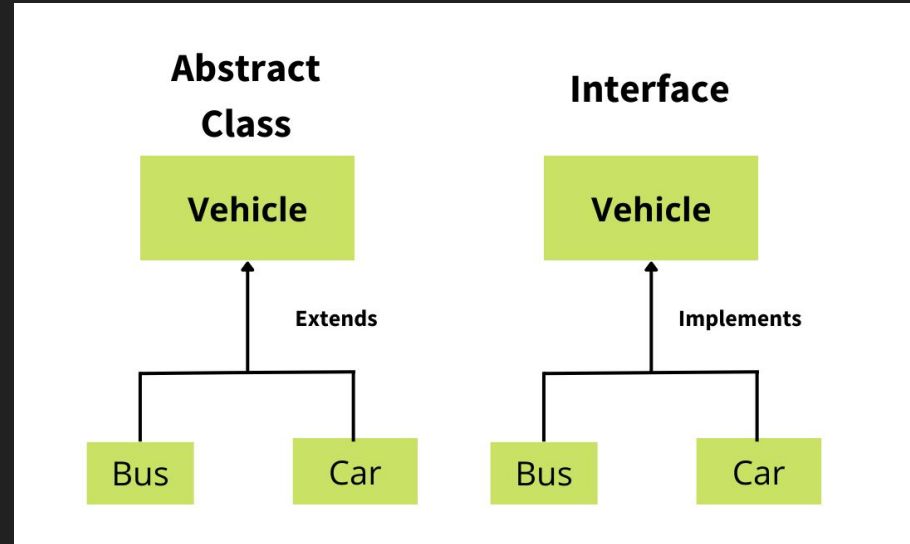 Abstract
Class
Vehicle
Extends
Bus
Car
Interface
Vehicle
Implements
Bus
Car